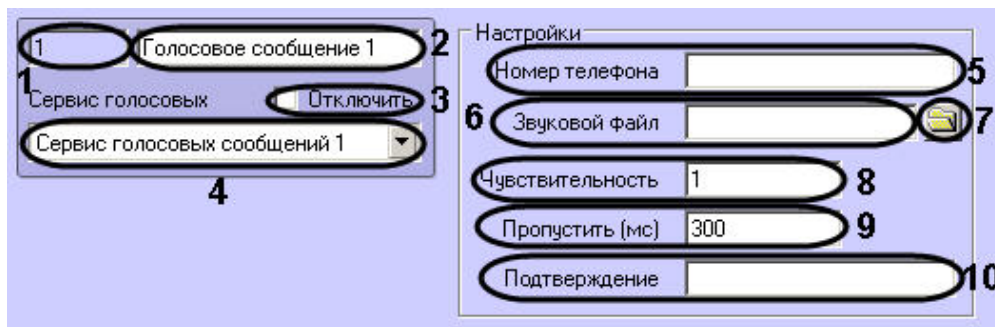 1 Голосовое сообщение 1 2
1
Сервис голосовых Отключить 3
Сервис голосовых сообщений 1
4
Настройки
Номер телефона 5
6 Звуковой файл 7
Чувствительность 1 8
Пропустить (мс) 300 9
Подтверждение 10